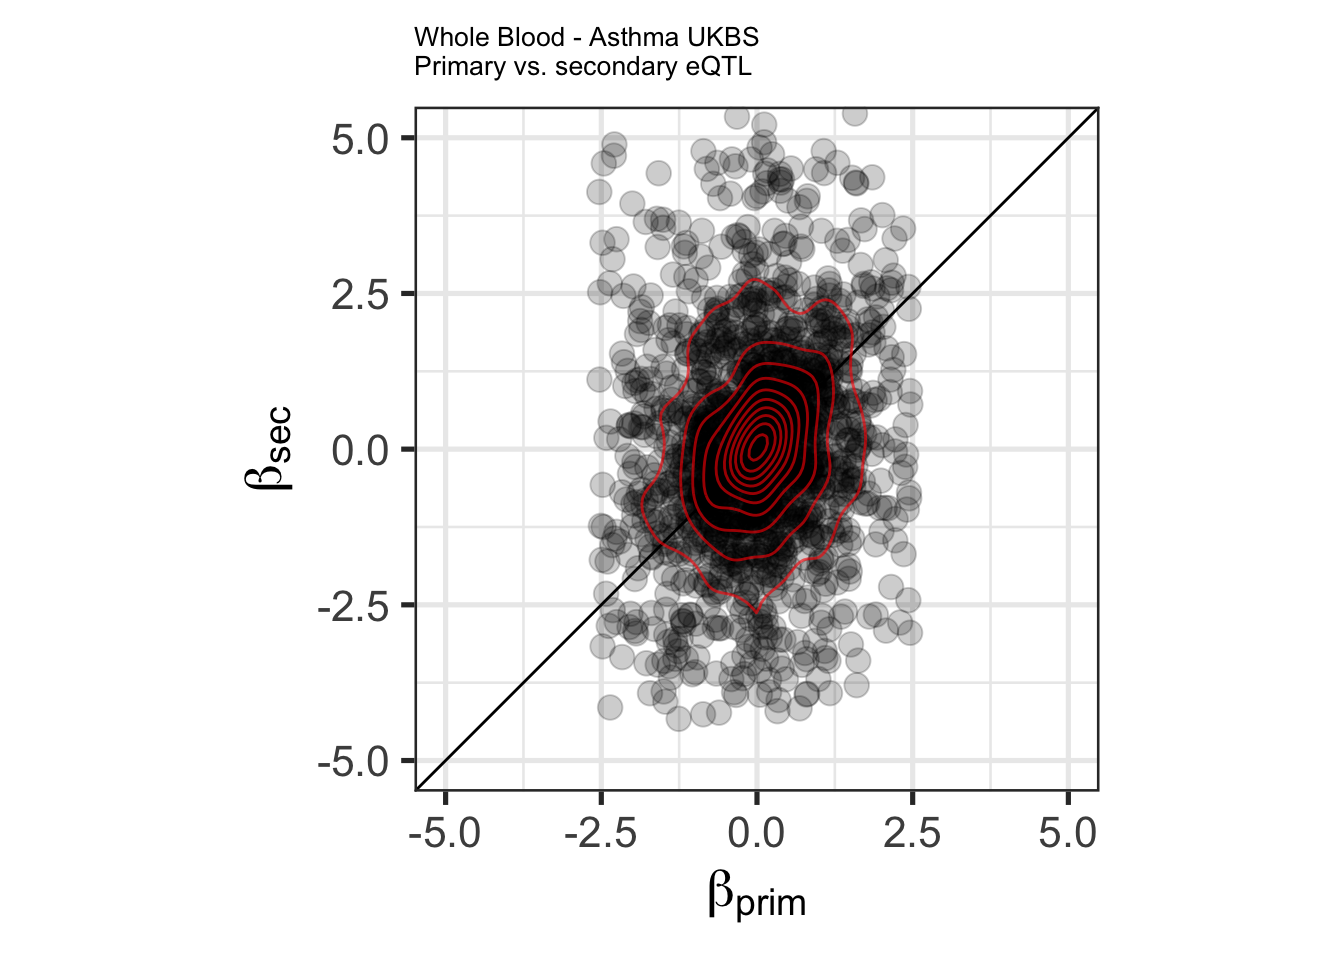 Whole Blood - Asthma UKBS
Primary vs. secondary eQTL
5.0
2.5
0.0
-2.5
-5.0
βsec
-5.0 -2.5 0.0 2.5 5.0
βprim